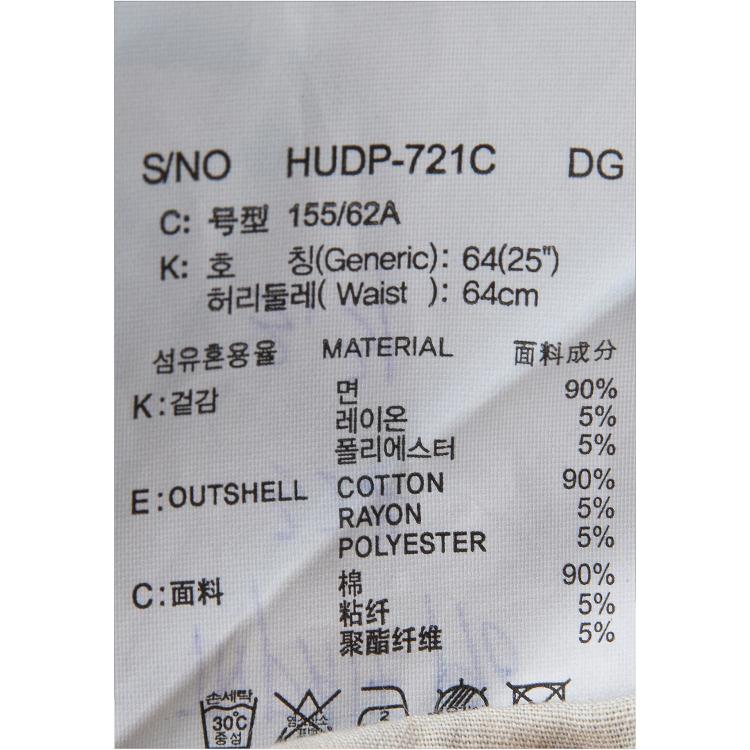 S/NO HUDP-721C DG
C: 号型 155/62A
K: 호 칭(Generic): 64(25")
허리둘레( Waist ): 64cm
섬유혼용율 MATERIAL 面料成分
K:겉감 면 90%
레이온 5%
폴리에스터 5%
E:OUTSHELL COTTON 90%
RAYON 5%
POLYESTER 5%
C:面料 棉 90%
粘纤 5%
聚酯纤维 5%
손세탁
30℃ 2
중성